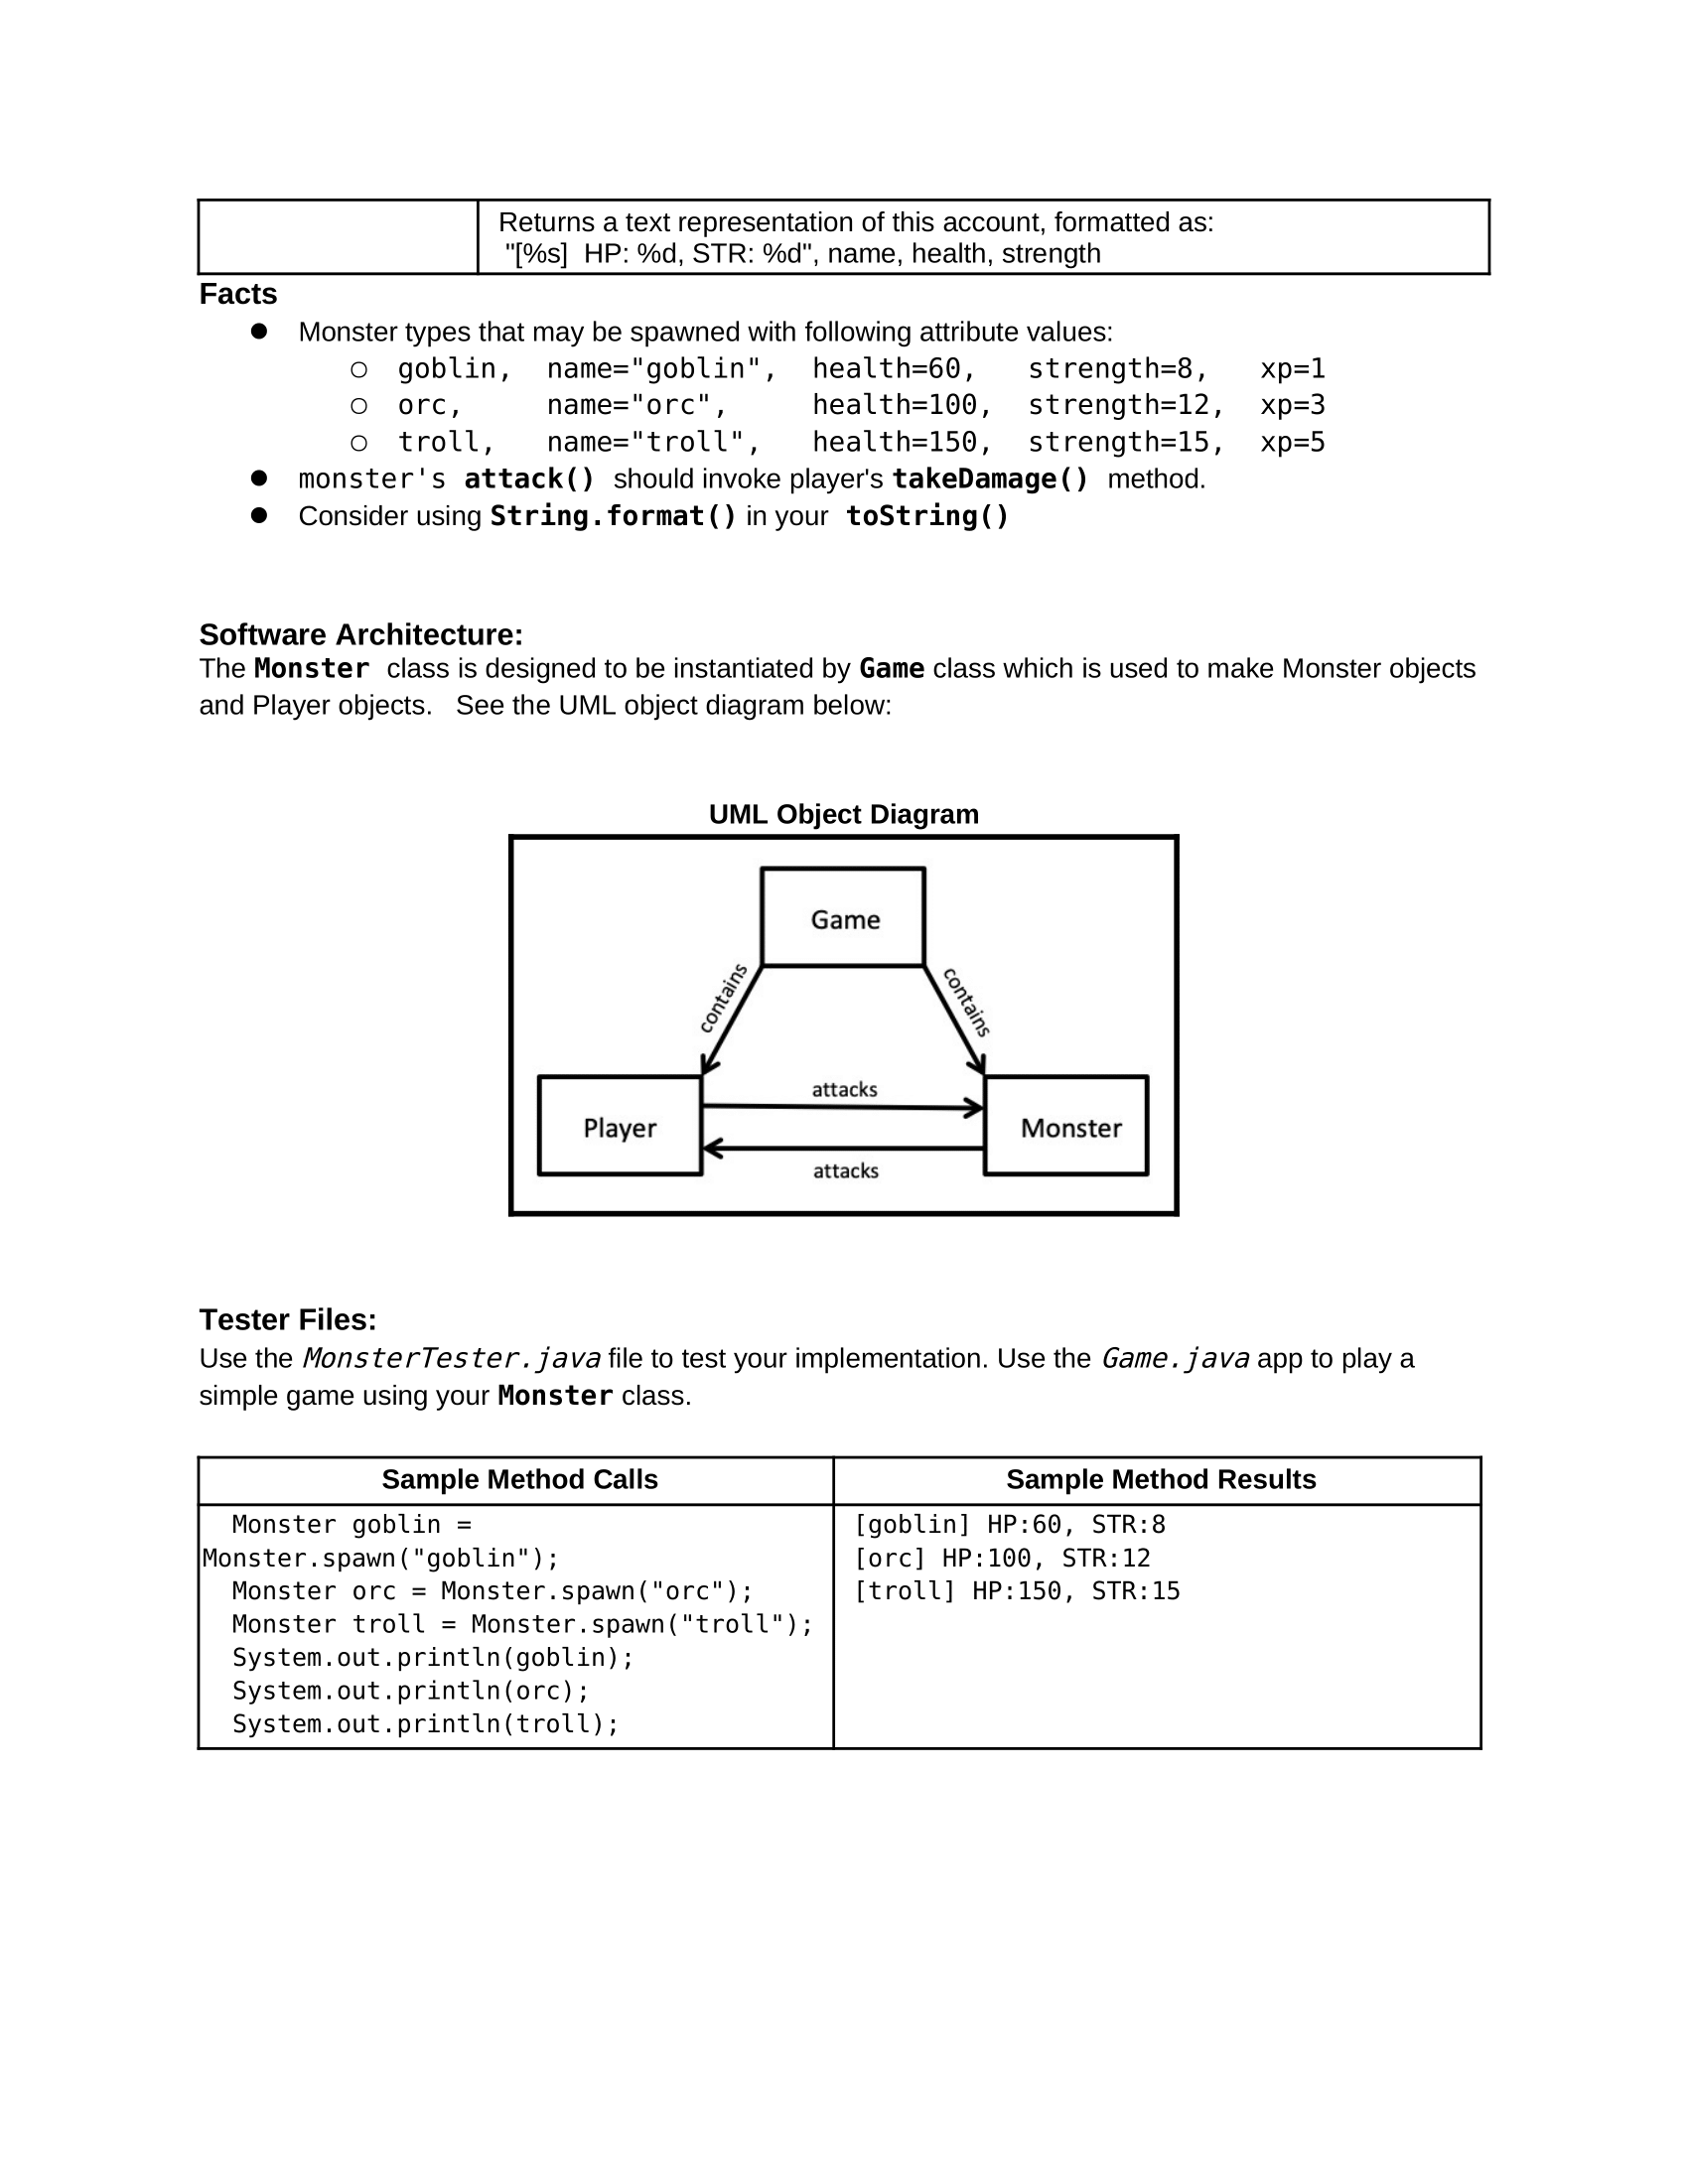 Returns a text representation of this account, formatted as:
"[%s]  HP: %d, STR: %d", name, health, strength
Facts
● Monster types that may be spawned with following attribute values:
○ goblin,  name="goblin",  health=60,   strength=8,   xp=1
○ orc,     name="orc",     health=100,  strength=12,  xp=3
○ troll,   name="troll",   health=150,  strength=15,  xp=5
● monster's attack() should invoke player's takeDamage() method.
● Consider using String.format() in your toString()
Software Architecture:
The Monster class is designed to be instantiated by Game class which is used to make Monster objects
and Player objects.   See the UML object diagram below:
UML Object Diagram
Game
contains
contains
attacks
Player
Monster
attacks
Tester Files:
Use the MonsterTester.java file to test your implementation. Use the Game.java app to play a
simple game using your Monster class.
Sample Method Calls
Monster goblin =
Monster.spawn("goblin");
Monster orc = Monster.spawn("orc");
Monster troll = Monster.spawn("troll");
System.out.println(goblin);
System.out.println(orc);
System.out.println(troll);
Sample Method Results
[goblin] HP:60, STR:8
[orc] HP:100, STR:12
[troll] HP:150, STR:15